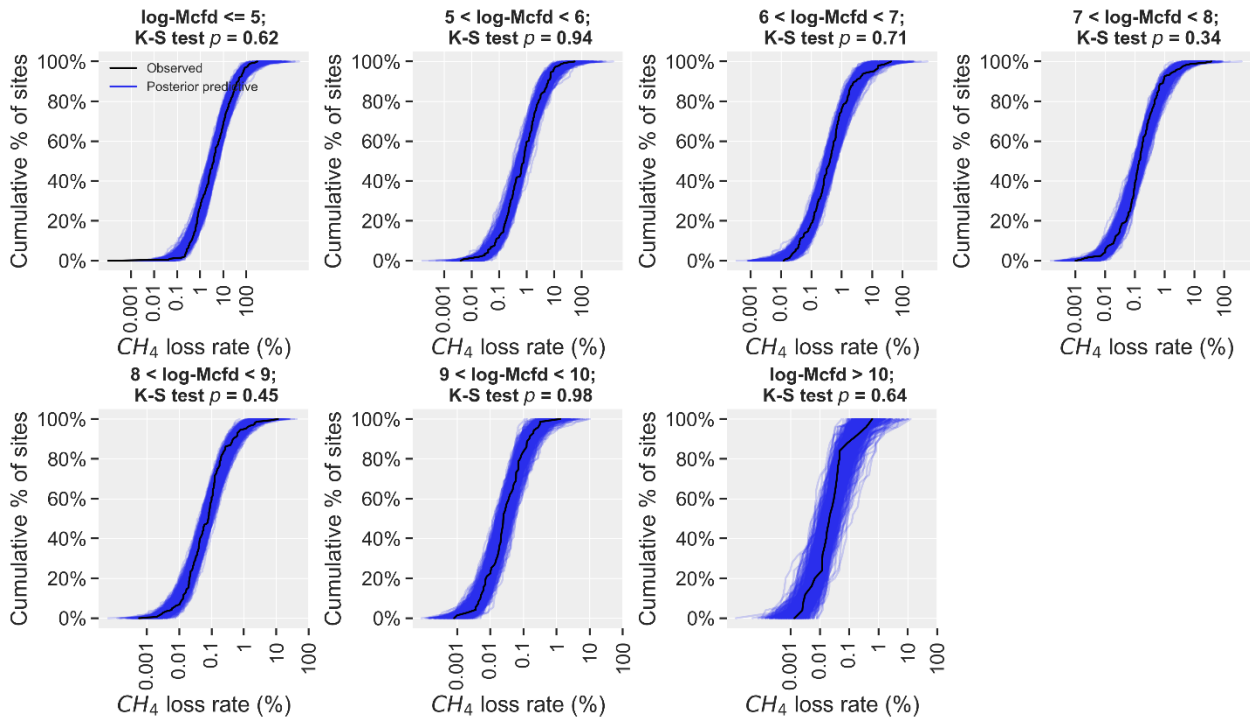 log-Mcfd <= 5;
K-S test p = 0.62
5 < log-Mcfd < 6;
K-S test p = 0.94
6 < log-Mcfd < 7;
K-S test p = 0.71
7 < log-Mcfd < 8;
K-S test p = 0.34
Cumulative % of sites
100%
80%
60%
40%
20%
0%
Observed
Posterior predictive
0.001
0.01
0.1
1
10
100
CH₄ loss rate (%)
Cumulative % of sites
100%
80%
60%
40%
20%
0%
0.001
0.01
0.1
1
10
100
CH₄ loss rate (%)
Cumulative % of sites
100%
80%
60%
40%
20%
0%
0.001
0.01
0.1
1
10
100
CH₄ loss rate (%)
Cumulative % of sites
100%
80%
60%
40%
20%
0%
0.001
0.01
0.1
1
10
100
CH₄ loss rate (%)
8 < log-Mcfd < 9;
K-S test p = 0.45
9 < log-Mcfd < 10;
K-S test p = 0.98
log-Mcfd > 10;
K-S test p = 0.64
Cumulative % of sites
100%
80%
60%
40%
20%
0%
0.001
0.01
0.1
1
10
100
CH₄ loss rate (%)
Cumulative % of sites
100%
80%
60%
40%
20%
0%
0.001
0.01
0.1
1
10
100
CH₄ loss rate (%)
Cumulative % of sites
100%
80%
60%
40%
20%
0%
0.001
0.01
0.1
1
10
100
CH₄ loss rate (%)